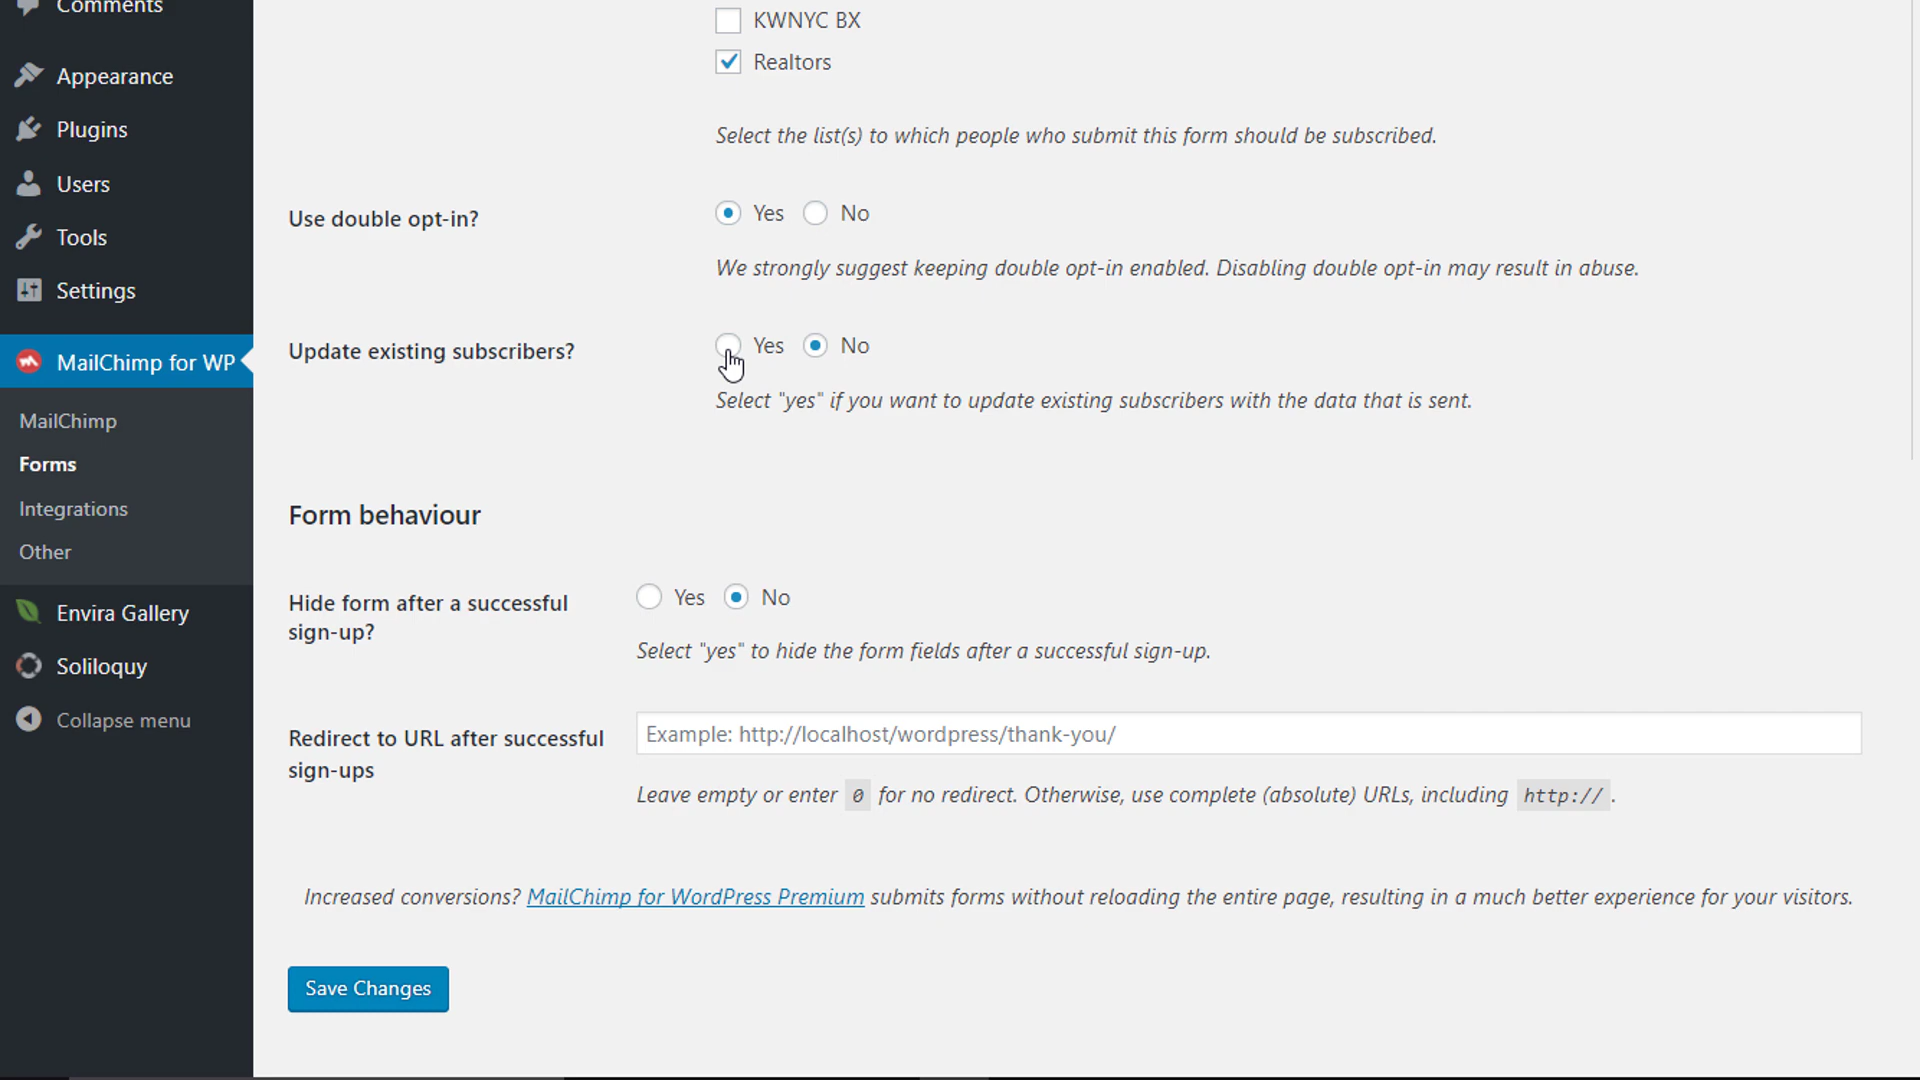 Comments
Appearance
Plugins
Users
Tools
Settings
MailChimp for WP
MailChimp
Forms
Integrations
Other
Envira Gallery
Soliloquy
Collapse menu
KWNYC BX
Realtors
Select the list(s) to which people who submit this form should be subscribed.
Use double opt-in?
Yes No
We strongly suggest keeping double opt-in enabled. Disabling double opt-in may result in abuse.
Update existing subscribers?
Yes No
Select "yes" if you want to update existing subscribers with the data that is sent.
Form behaviour
Hide form after a successful
sign-up?
Yes No
Select "yes" to hide the form fields after a successful sign-up.
Redirect to URL after successful
sign-ups
Example: http://localhost/wordpress/thank-you/
Leave empty or enter 0 for no redirect. Otherwise, use complete (absolute) URLs, including http:// .
Increased conversions? MailChimp for WordPress Premium submits forms without reloading the entire page, resulting in a much better experience for your visitors.
Save Changes